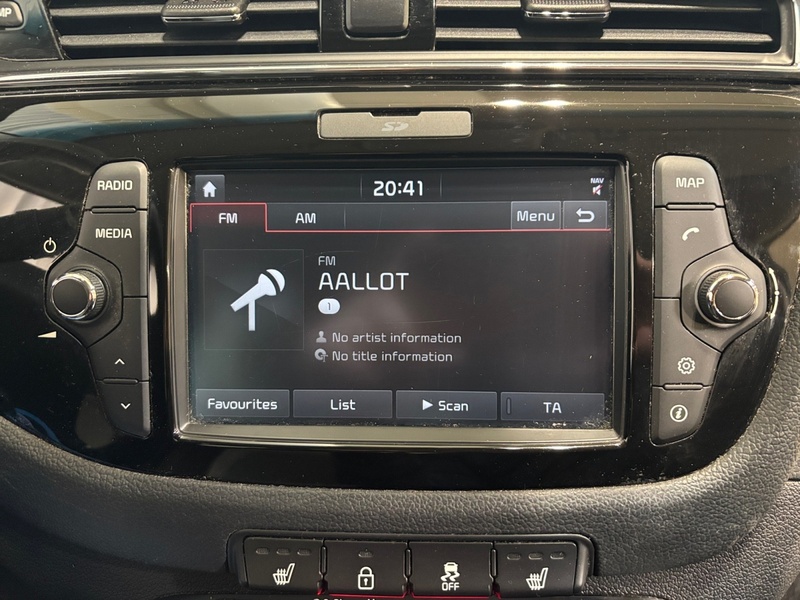 MP
SD
RADIO
MEDIA
20:41
NAV
FM
AM
Menu
FM
AALLOT
1
No artist information
No title information
Favourites
List
Scan
TA
MAP
OFF